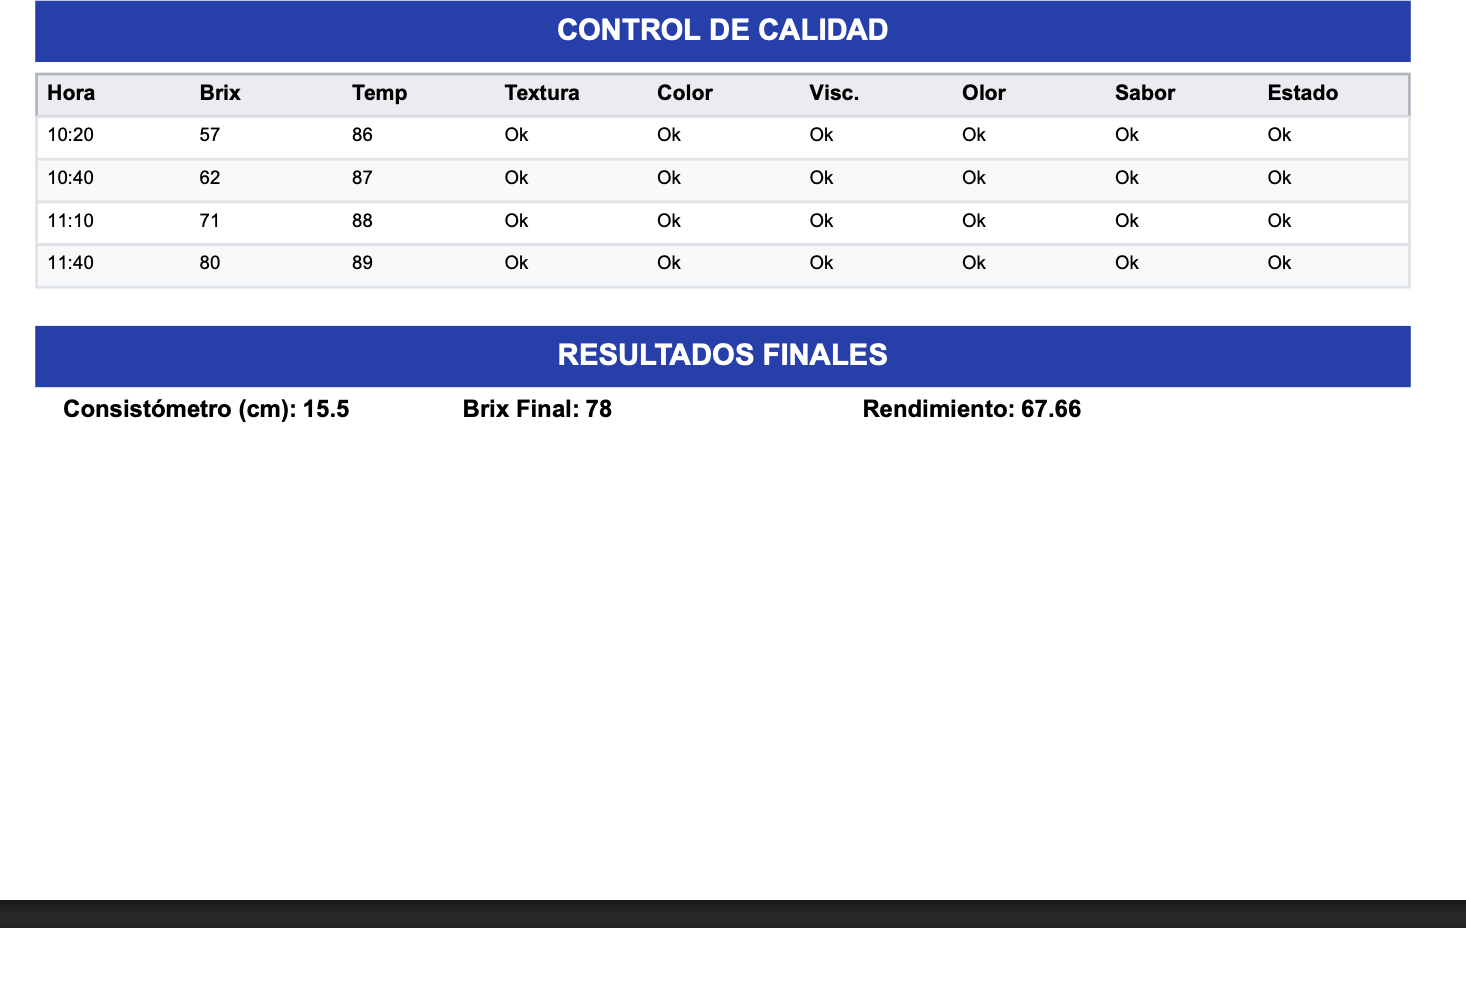 CONTROL DE CALIDAD
Hora Brix Temp Textura Color Visc. Olor Sabor Estado
10:20 57 86 Ok Ok Ok Ok Ok Ok
10:40 62 87 Ok Ok Ok Ok Ok Ok
11:10 71 88 Ok Ok Ok Ok Ok Ok
11:40 80 89 Ok Ok Ok Ok Ok Ok
RESULTADOS FINALES
Consistómetro (cm): 15.5 Brix Final: 78 Rendimiento: 67.66